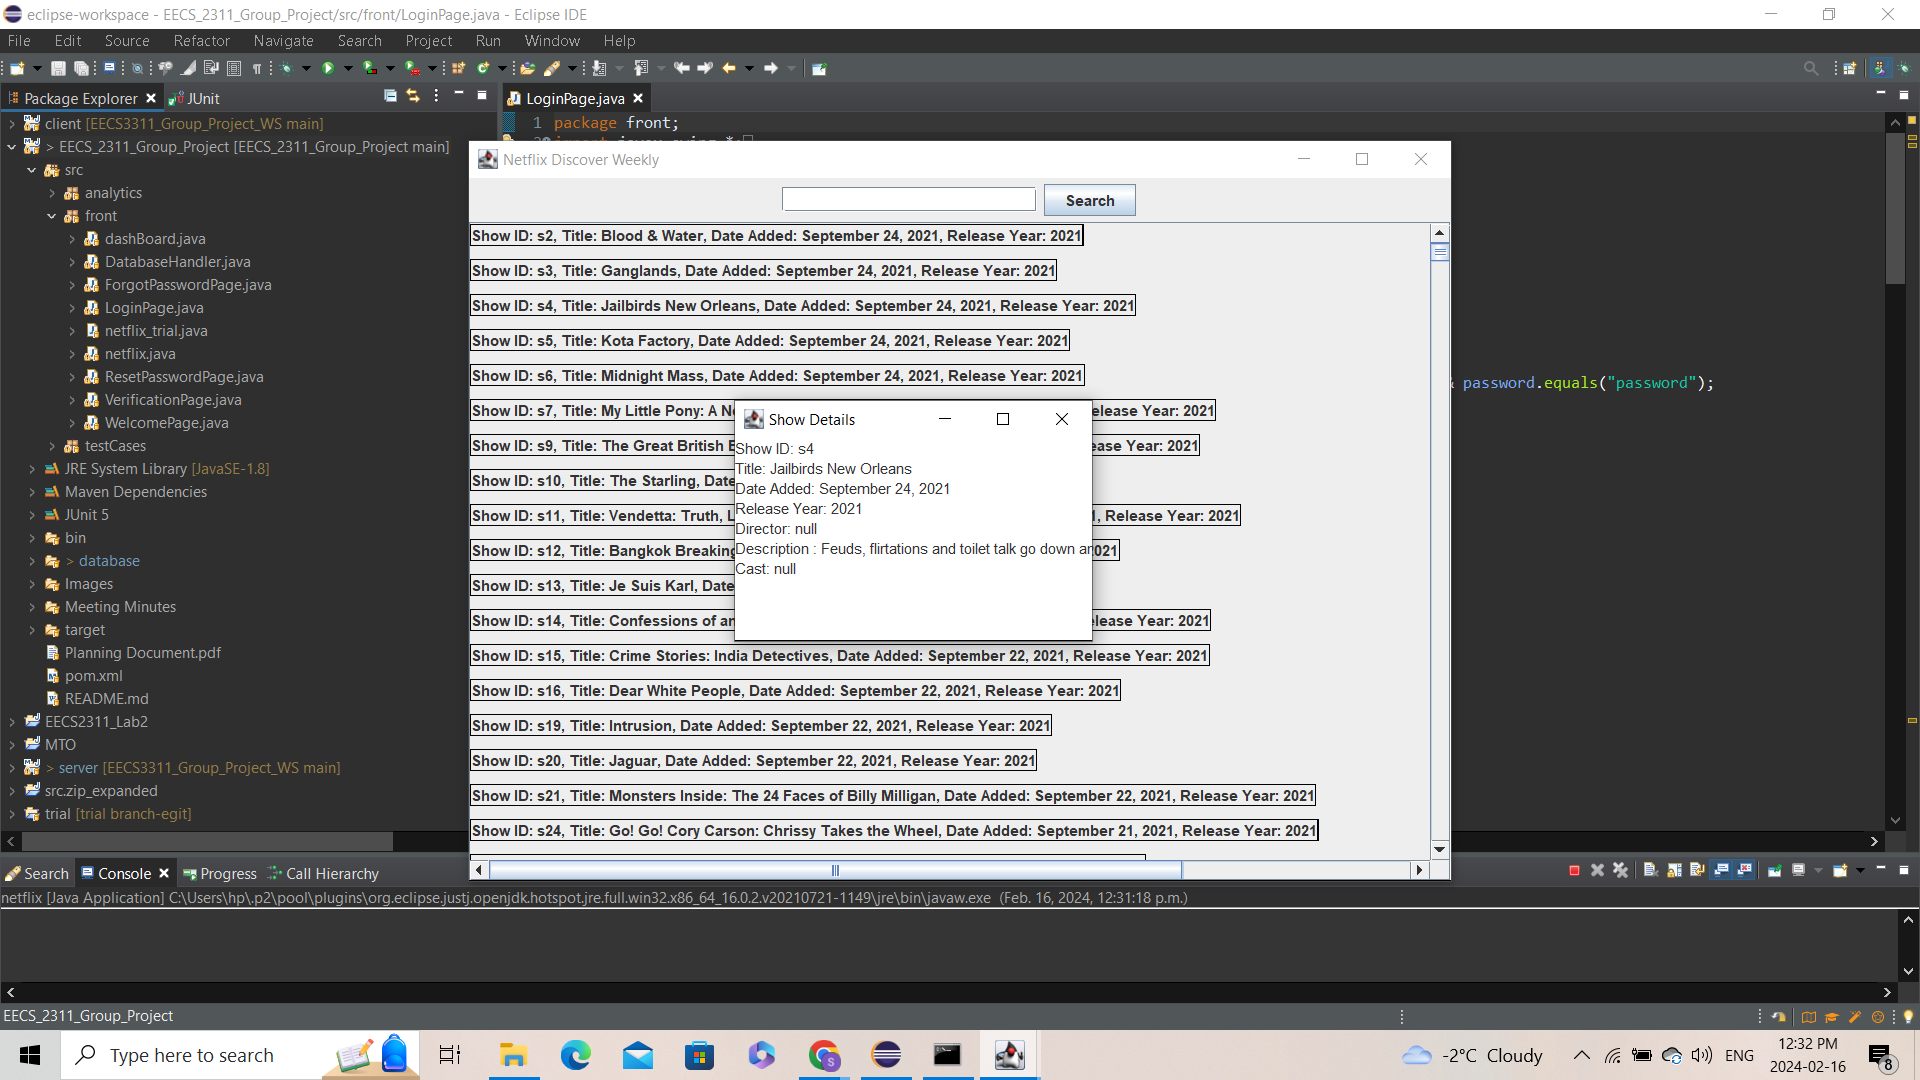 eclipse-workspace - EECS_2311_Group_Project/src/front/LoginPage.java - Eclipse IDE
File Edit Source Refactor Navigate Search Project Run Window Help
Package Explorer JUnit
LoginPage.java
client [EECS3311_Group_Project_WS main]
> EECS_2311_Group_Project [EECS_2311_Group_Project main]
src
analytics
front
dashBoard.java
DatabaseHandler.java
ForgotPasswordPage.java
LoginPage.java
netflix_trial.java
netflix.java
ResetPasswordPage.java
VerificationPage.java
WelcomePage.java
testCases
JRE System Library [JavaSE-1.8]
Maven Dependencies
JUnit 5
bin
> database
Images
Meeting Minutes
target
Planning Document.pdf
pom.xml
README.md
EECS2311_Lab2
MTO
> server [EECS3311_Group_Project_WS main]
src.zip_expanded
trial [trial branch-egit]
1 package front;
password.equals("password");
Netflix Discover Weekly
Search
Show ID: s2, Title: Blood & Water, Date Added: September 24, 2021, Release Year: 2021
Show ID: s3, Title: Ganglands, Date Added: September 24, 2021, Release Year: 2021
Show ID: s4, Title: Jailbirds New Orleans, Date Added: September 24, 2021, Release Year: 2021
Show ID: s5, Title: Kota Factory, Date Added: September 24, 2021, Release Year: 2021
Show ID: s6, Title: Midnight Mass, Date Added: September 24, 2021, Release Year: 2021
Show ID: s7, Title: My Little Pony: A Year: 2021
Show ID: s9, Title: The Great British Year: 2021
Show ID: s10, Title: The Starling, Date
Show ID: s11, Title: Vendetta: Truth, , Release Year: 2021
Show ID: s12, Title: Bangkok Breaking 2021
Show ID: s13, Title: Je Suis Karl, Date
Show ID: s14, Title: Confessions of Year: 2021
Show ID: s15, Title: Crime Stories: India Detectives, Date Added: September 22, 2021, Release Year: 2021
Show ID: s16, Title: Dear White People, Date Added: September 22, 2021, Release Year: 2021
Show ID: s19, Title: Intrusion, Date Added: September 22, 2021, Release Year: 2021
Show ID: s20, Title: Jaguar, Date Added: September 22, 2021, Release Year: 2021
Show ID: s21, Title: Monsters Inside: The 24 Faces of Billy Milligan, Date Added: September 22, 2021, Release Year: 2021
Show ID: s24, Title: Go! Go! Cory Carson: Chrissy Takes the Wheel, Date Added: September 21, 2021, Release Year: 2021
Show Details
Show ID: s4
Title: Jailbirds New Orleans
Date Added: September 24, 2021
Release Year: 2021
Director: null
Description : Feuds, flirtations and toilet talk go down
Cast: null
Search Console Progress Call Hierarchy
netflix [Java Application] C:\Users\hp\.p2\pool\plugins\org.eclipse.justj.openjdk.hotspot.jre.full.win32.x86_64_16.0.2.v20210721-1149\jre\bin\javaw.exe (Feb. 16, 2024, 12:31:18 p.m.)
EECS_2311_Group_Project
Type here to search
-2°C Cloudy
ENG
12:32 PM
2024-02-16
8